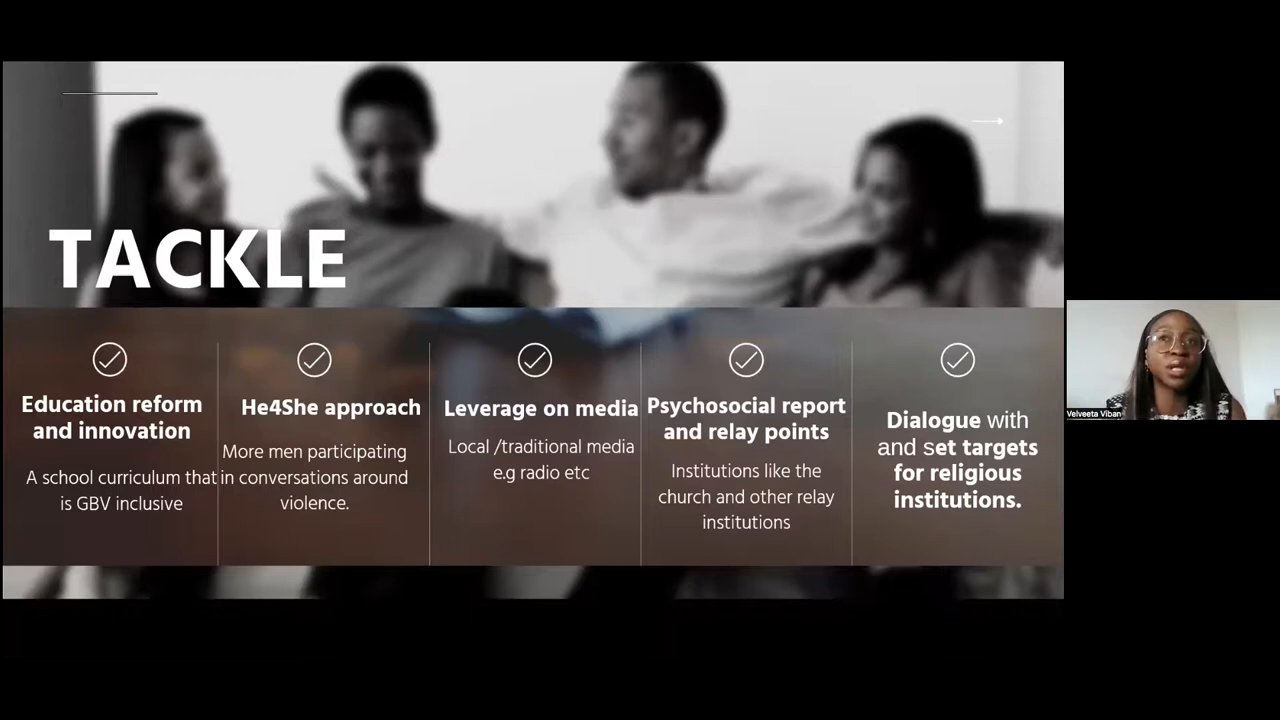 TACKLE
Education reform
and innovation
A school curriculum that
is GBV inclusive
He4She approach
More men participating
in conversations around
violence.
Leverage on media
Local /traditional media
e.g radio etc
Psychosocial report
and relay points
Institutions like the
church and other relay
institutions
Dialogue with
and set targets
for religious
institutions.
Velveeta Viban